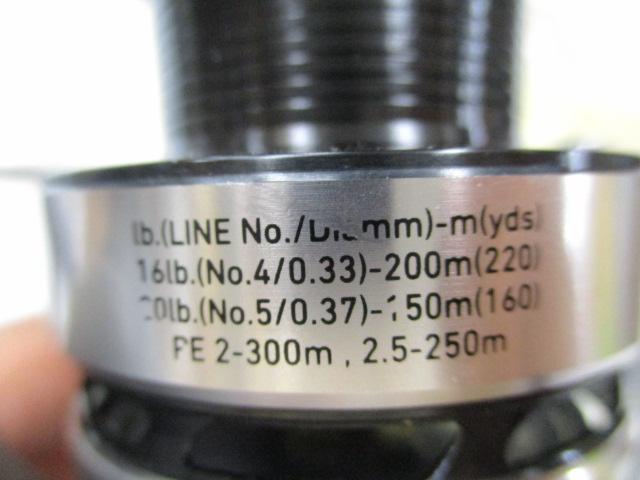 lb.(LINE No./Dia.mm)-m(yds)
16lb.(No.4/0.33)-200m(220)
20lb.(No.5/0.37)-150m(160)
PE 2-300m , 2.5-250m